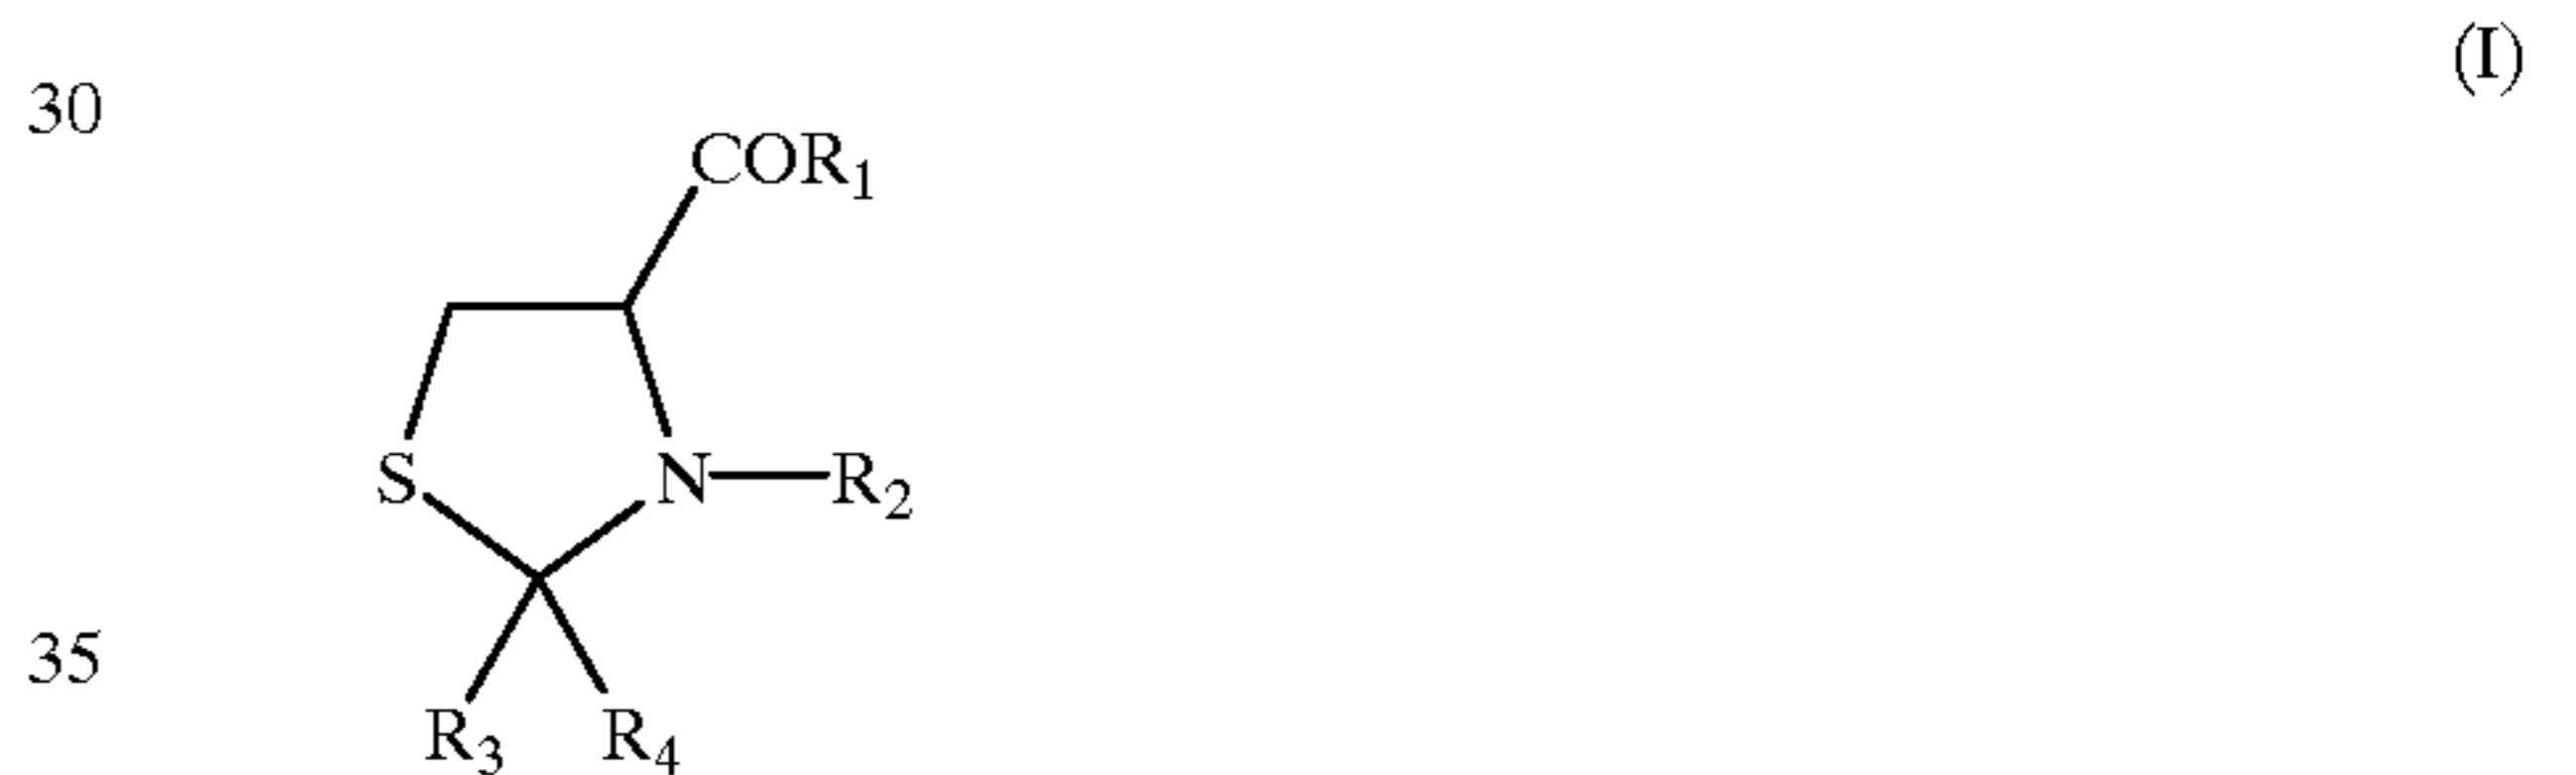 (I)
30
COR₁
S N—R₂
35
R₃ R₄